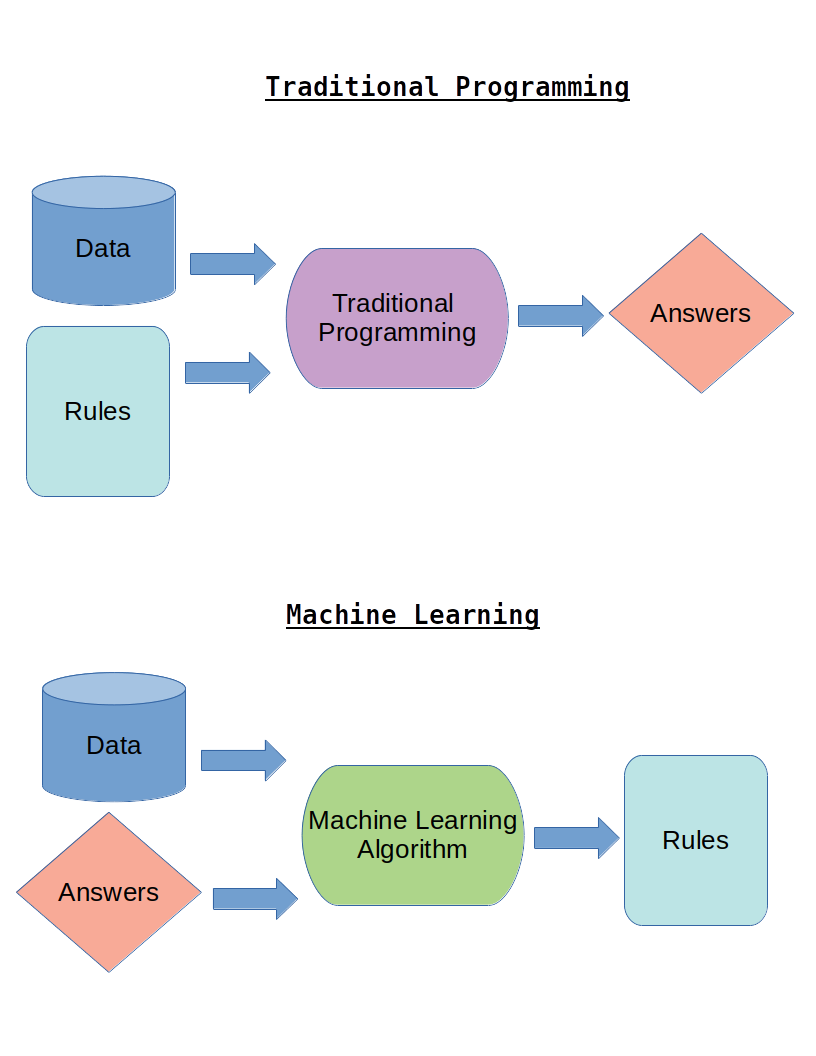 Traditional Programming
Data
Rules
Traditional
Programming
Answers
Machine Learning
Data
Answers
Machine Learning
Algorithm
Rules